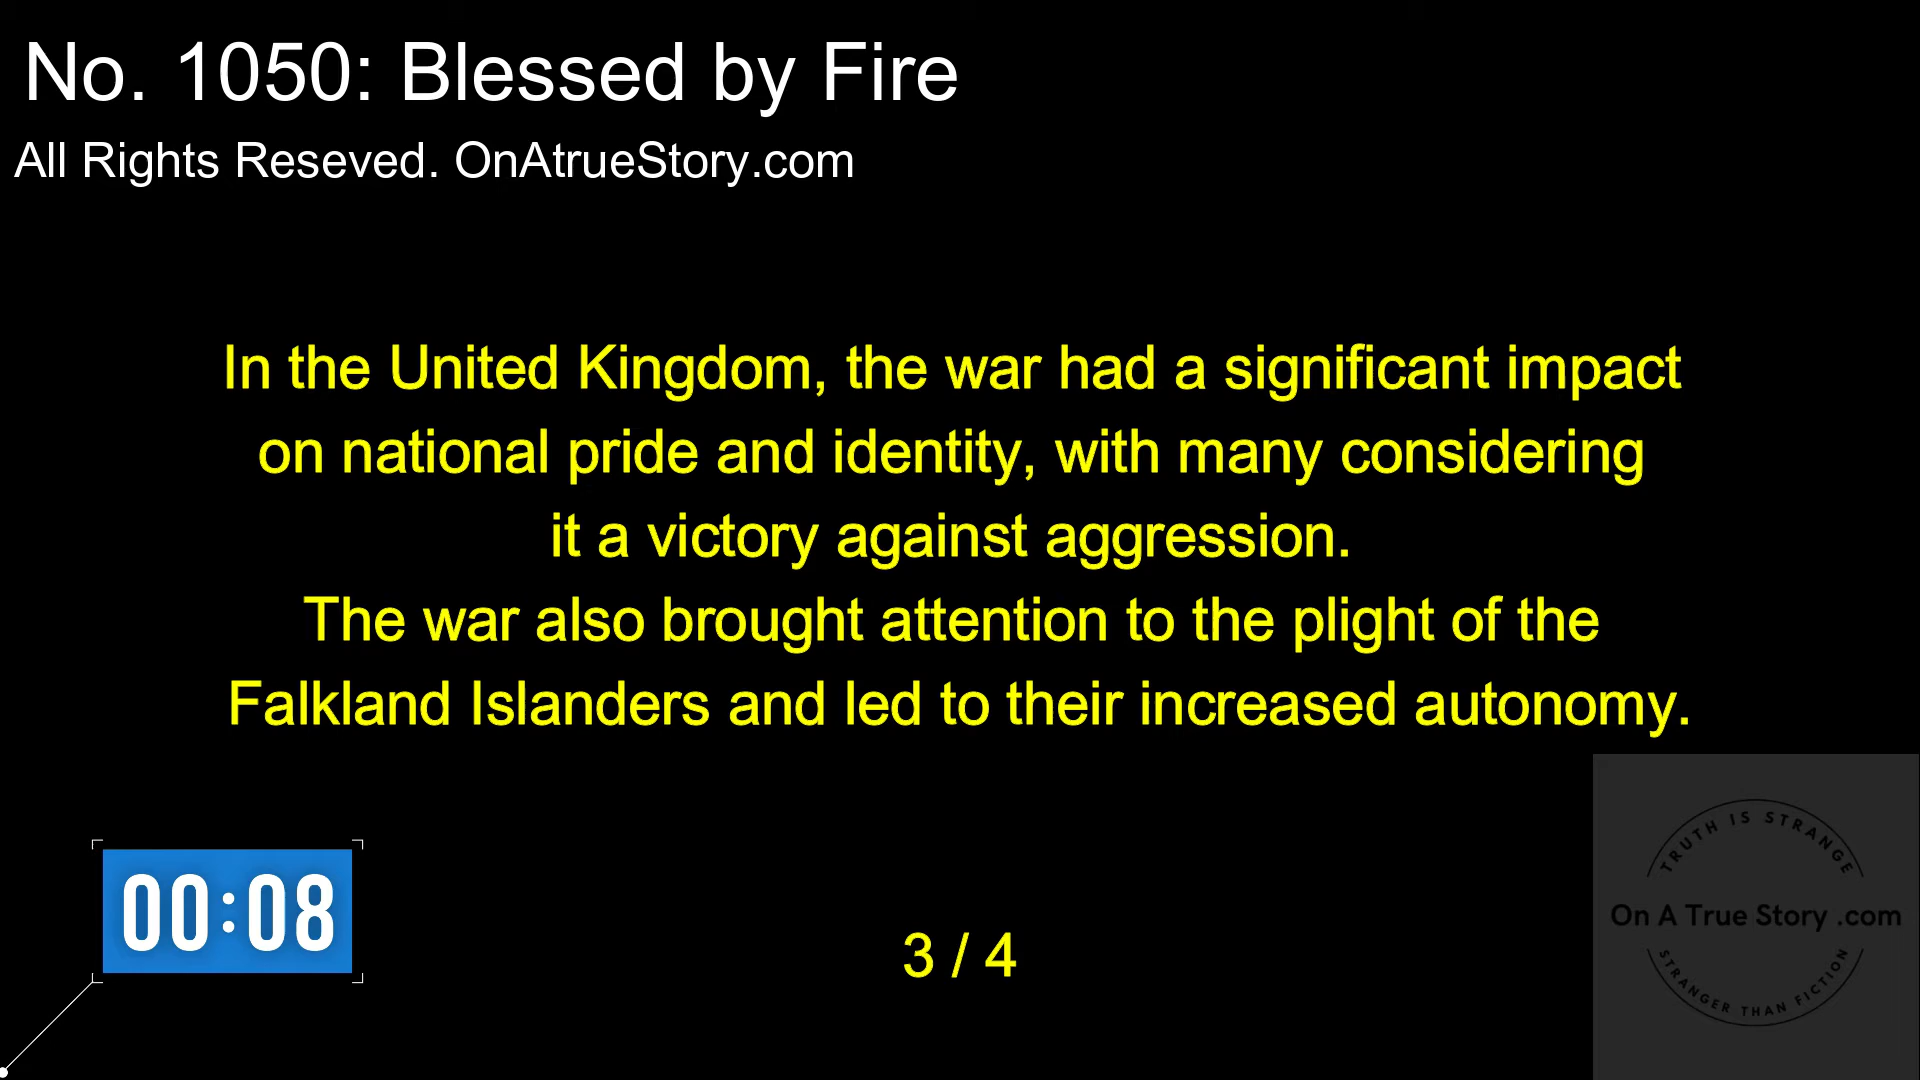 No. 1050: Blessed by Fire
All Rights Reseved. OnAtrueStory.com
In the United Kingdom, the war had a significant impact
on national pride and identity, with many considering
it a victory against aggression.
The war also brought attention to the plight of the
Falkland Islanders and led to their increased autonomy.
00:08
3 / 4
TRUTH IS STRANGE
On A True Story .com
STRANGER THAN FICTION